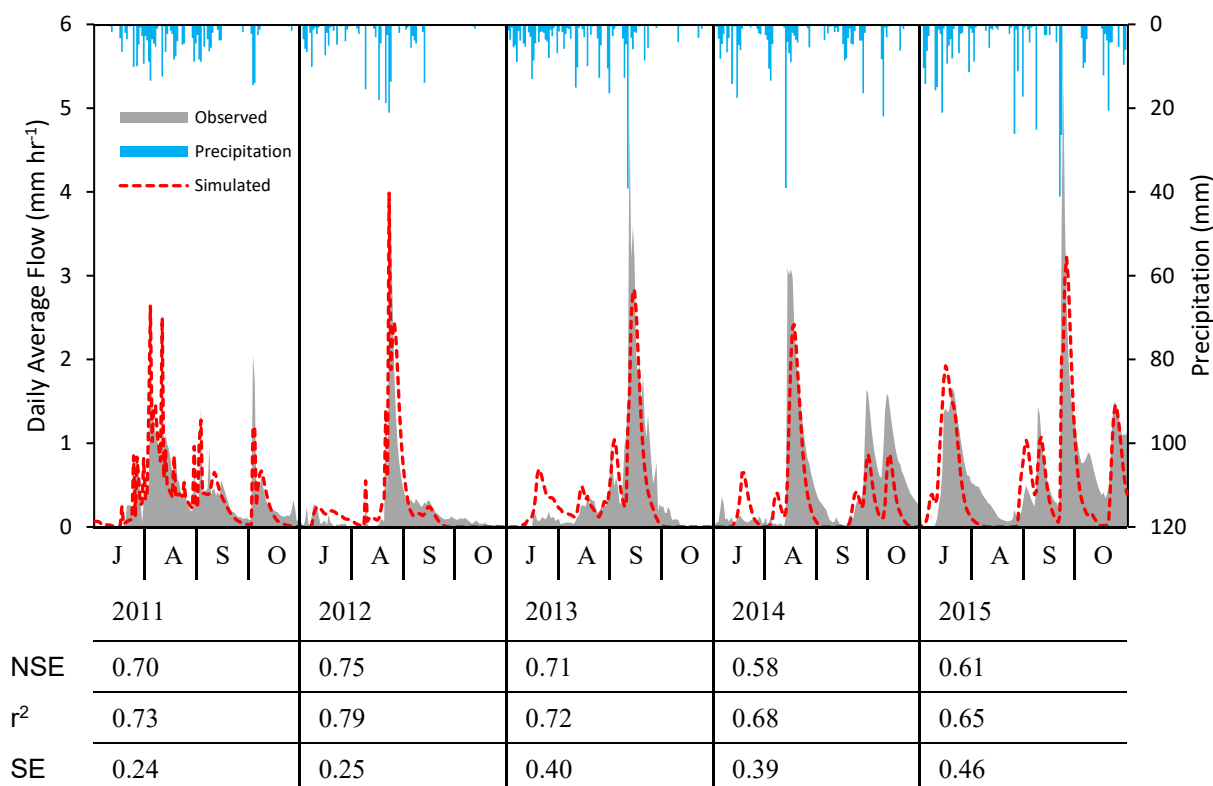 6
5
4
3
2
1
0
Daily Average Flow (mm hr⁻¹)
Observed
Precipitation
Simulated
0
20
40
60
80
100
120
Precipitation (mm)
J A S O J A S O J A S O J A S O J A S O
2011 2012 2013 2014 2015
NSE 0.70 0.75 0.71 0.58 0.61
r² 0.73 0.79 0.72 0.68 0.65
SE 0.24 0.25 0.40 0.39 0.46